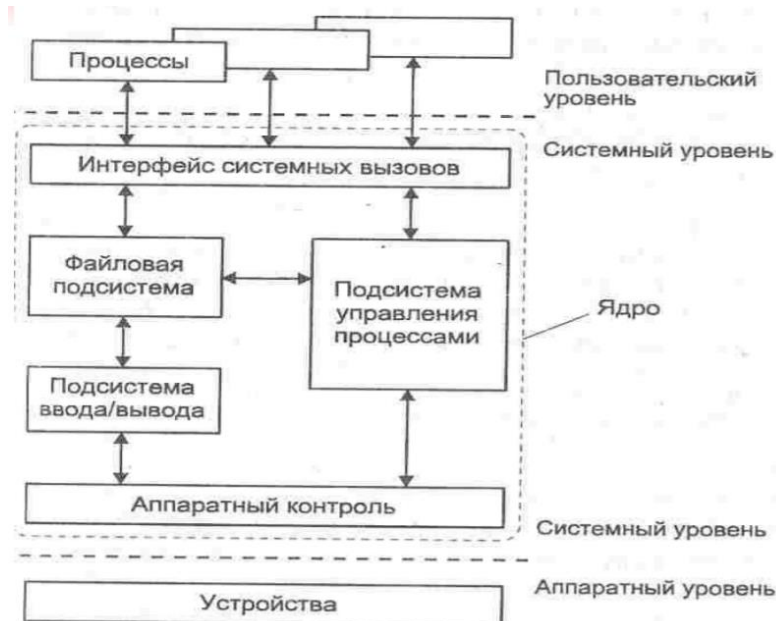 Процессы
Пользовательский
уровень
Системный уровень
Интерфейс системных вызовов
Файловая
подсистема
Подсистема
управления
процессами
Ядро
Подсистема
ввода/вывода
Аппаратный контроль
Системный уровень
Аппаратный уровень
Устройства